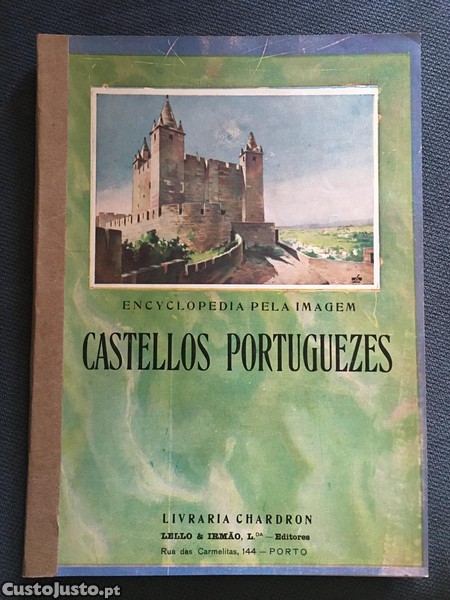 ENCYCLOPEDIA PELA IMAGEM
CASTELLOS PORTUGUEZES
LIVRARIA CHARDRON
LELLO & IRMÃO, L.DA — Editores
Rua das Carmelitas, 144 — PORTO
CustoJusto.pt